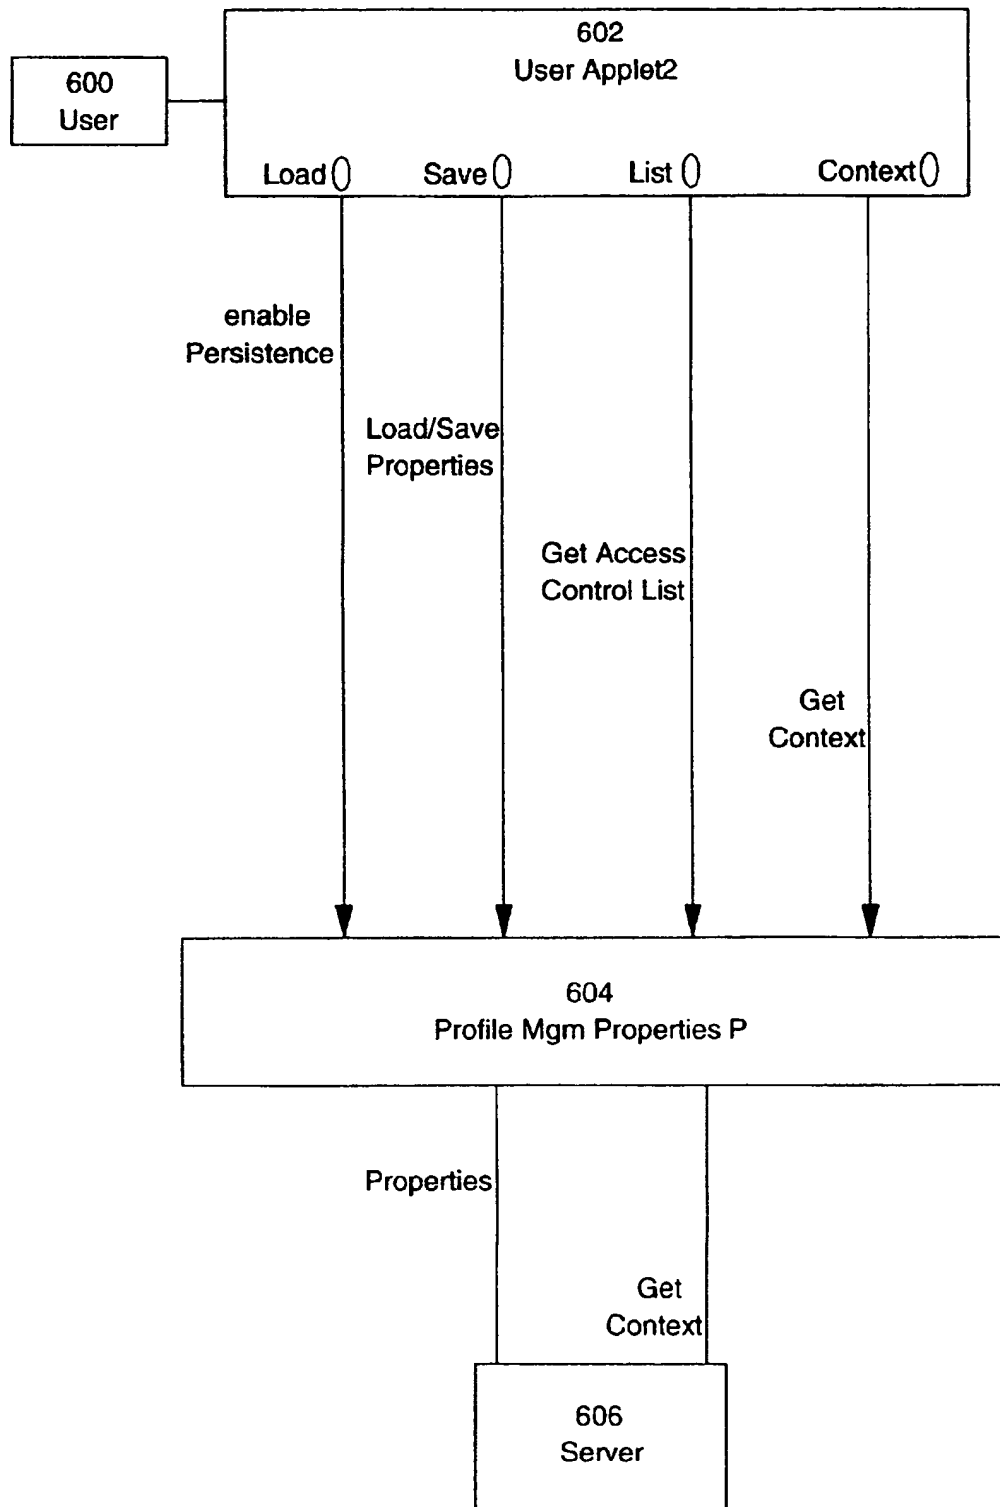 602
User Applet2
600
User
Load()
Save()
List ()
Context()
enable
Persistence
Load/Save
Properties
Get Access
Control List
Get
Context
604
Profile Mgm Properties P
Properties
Get
Context
606
Server